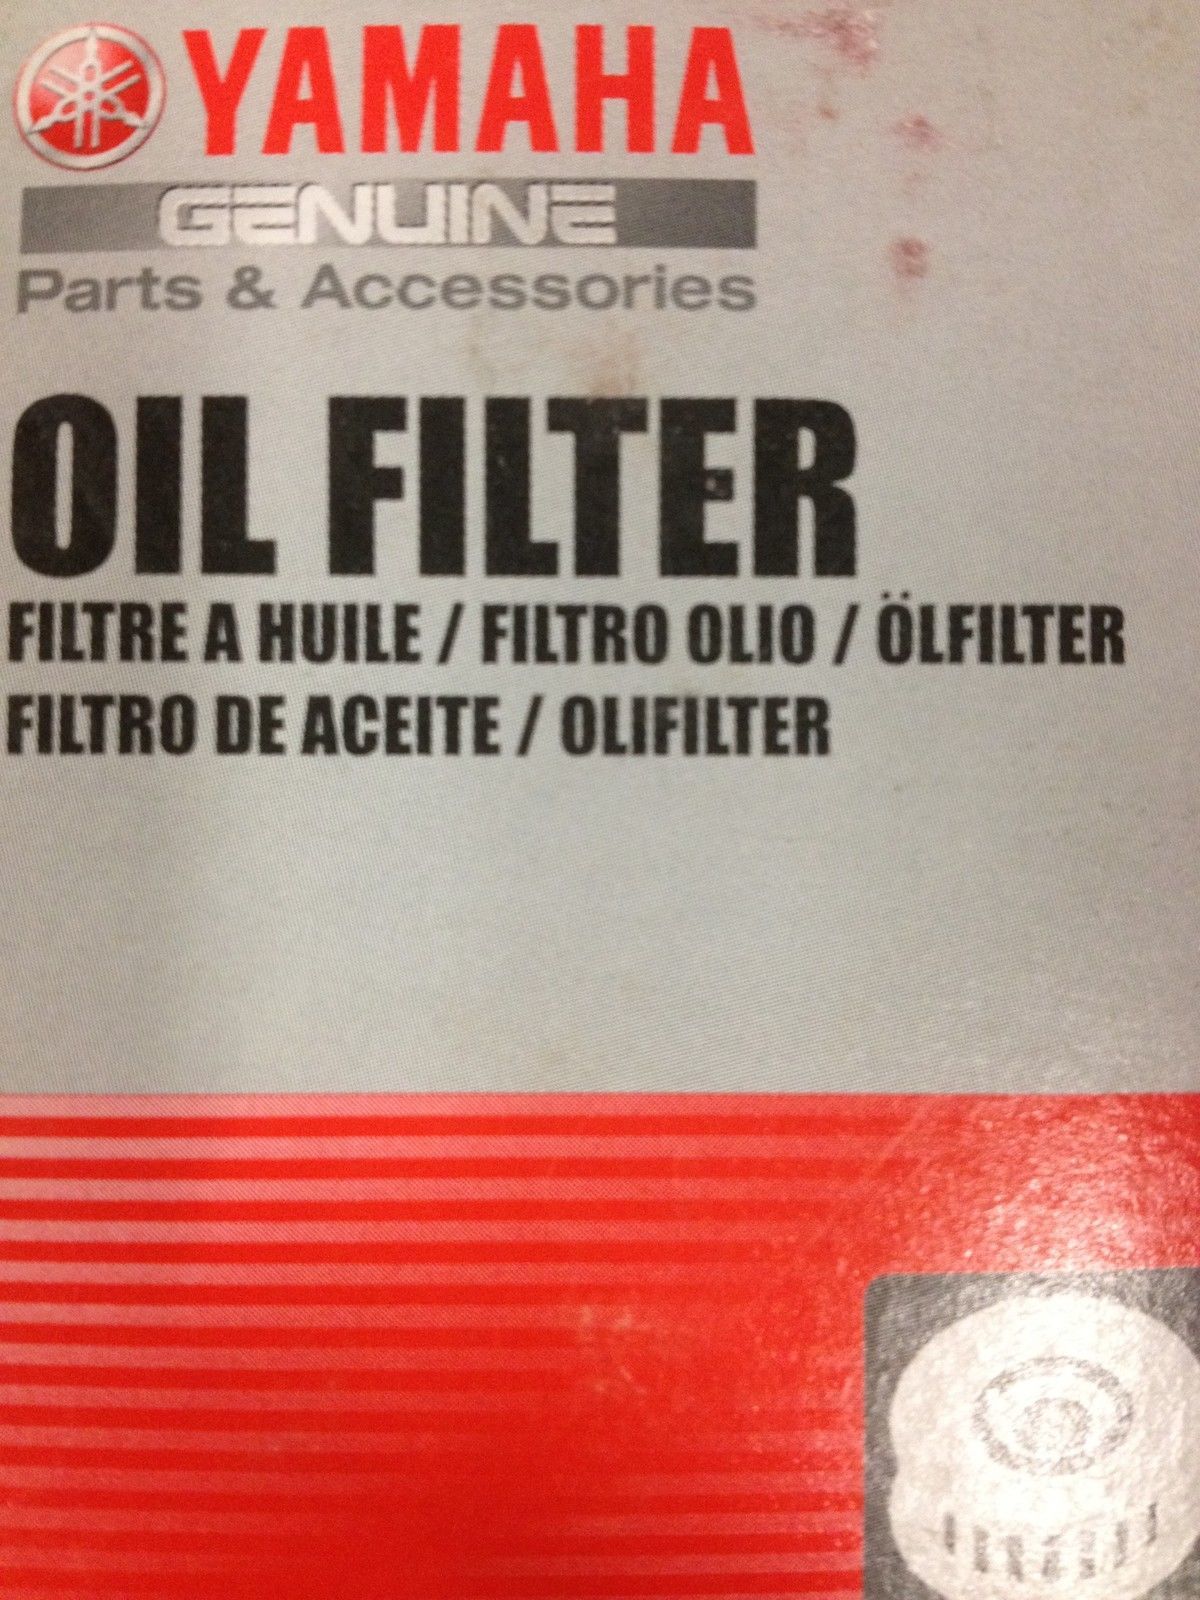 YAMAHA
GENUINE
Parts & Accessories
OIL FILTER
FILTRE A HUILE / FILTRO OLIO / ÖLFILTER
FILTRO DE ACEITE / OLIFILTER